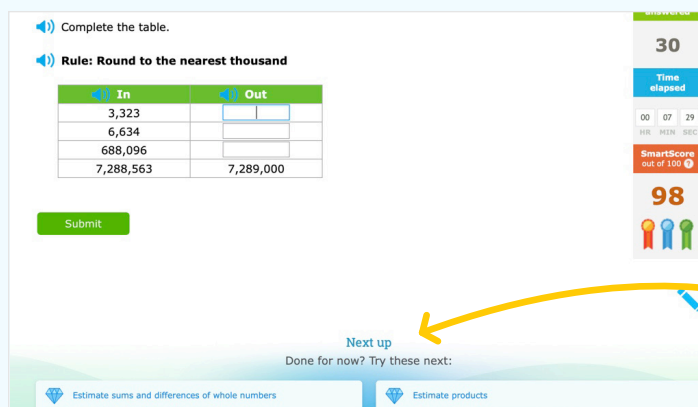 Complete the table.
Rule: Round to the nearest thousand
In Out
3,323
6,634
688,096
7,288,563 7,289,000
Submit
answered
30
Time
elapsed
00 07 29
HR MIN SEC
SmartScore
out of 100 ?
98
Next up
Done for now? Try these next:
Estimate sums and differences of whole numbers
Estimate products